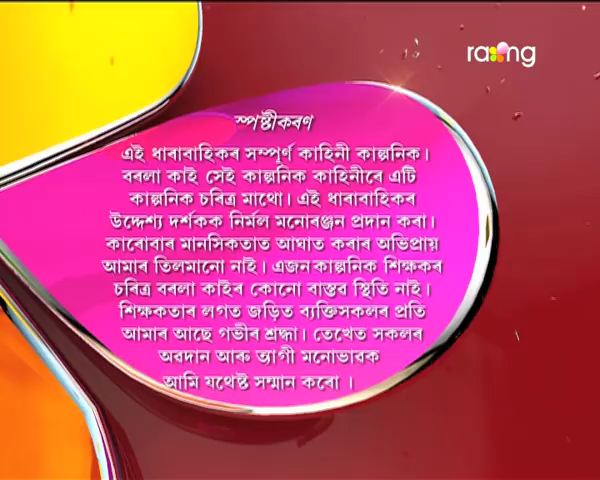 rang
স্পষ্টীকৰণ
এই ধাৰাবাহিকৰ সম্পূৰ্ণ কাহিনী কাল্পনিক।
বৰলা কাই সেই কাল্পনিক কাহিনীৰে এটি
কাল্পনিক চৰিত্ৰ মাথো। এই ধাৰাবাহিকৰ
উদ্দেশ্য দৰ্শকক নিৰ্মল মনোৰঞ্জন প্ৰদান কৰা।
কাৰোবাৰ মানসিকতাত আঘাত কৰাৰ অভিপ্ৰায়
আমাৰ তিলমানো নাই। এজন কাল্পনিক শিক্ষকৰ
চৰিত্ৰ বৰলা কাইৰ কোনো বাস্তৱ স্থিতি নাই।
শিক্ষকতাৰ লগত জড়িত ব্যক্তিসকলৰ প্ৰতি
আমাৰ আছে গভীৰ শ্ৰদ্ধা। তেখেত সকলৰ
অৱদান আৰু ত্যাগী মনোভাৱক
আমি যথেষ্ট সন্মান কৰো ।